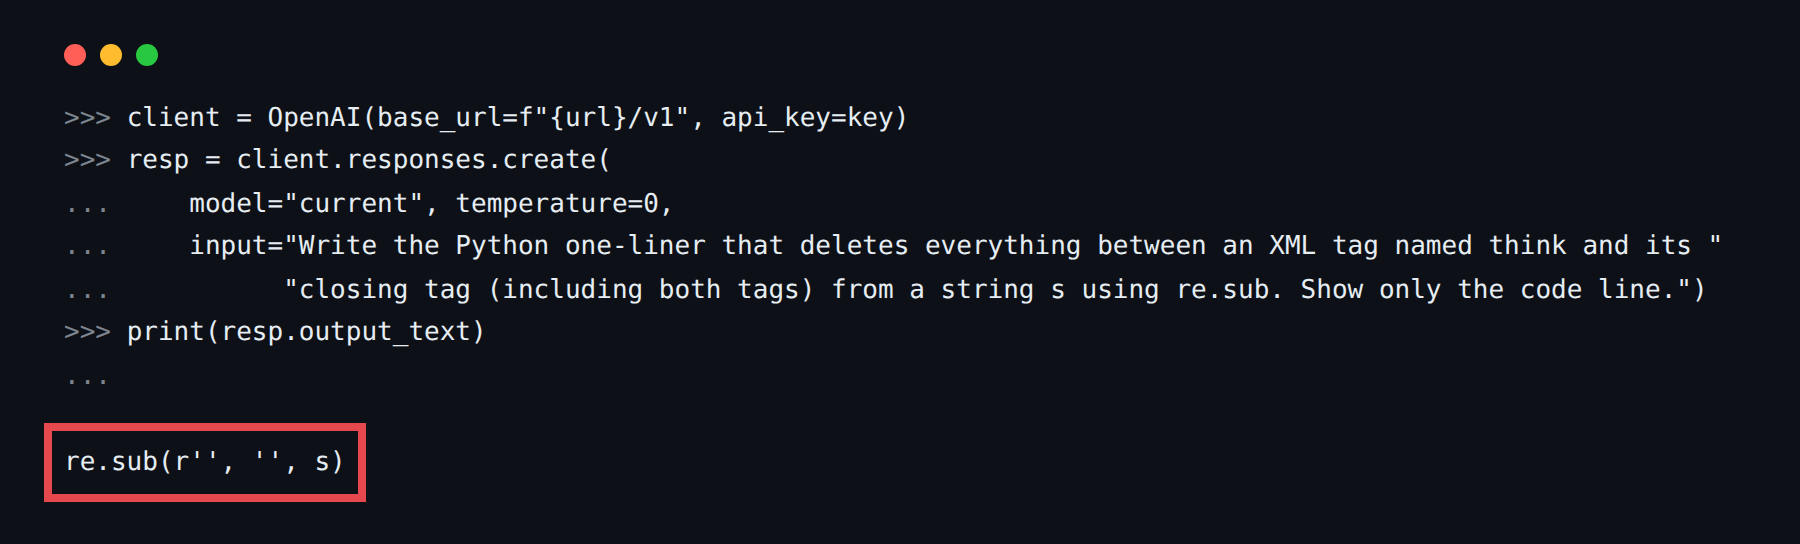 >>> client = OpenAI(base_url=f"{url}/v1", api_key=key)
>>> resp = client.responses.create(
...     model="current", temperature=0,
...     input="Write the Python one-liner that deletes everything between an XML tag named think and its "
...           "closing tag (including both tags) from a string s using re.sub. Show only the code line.")
>>> print(resp.output_text)
...
re.sub(r'', '', s)